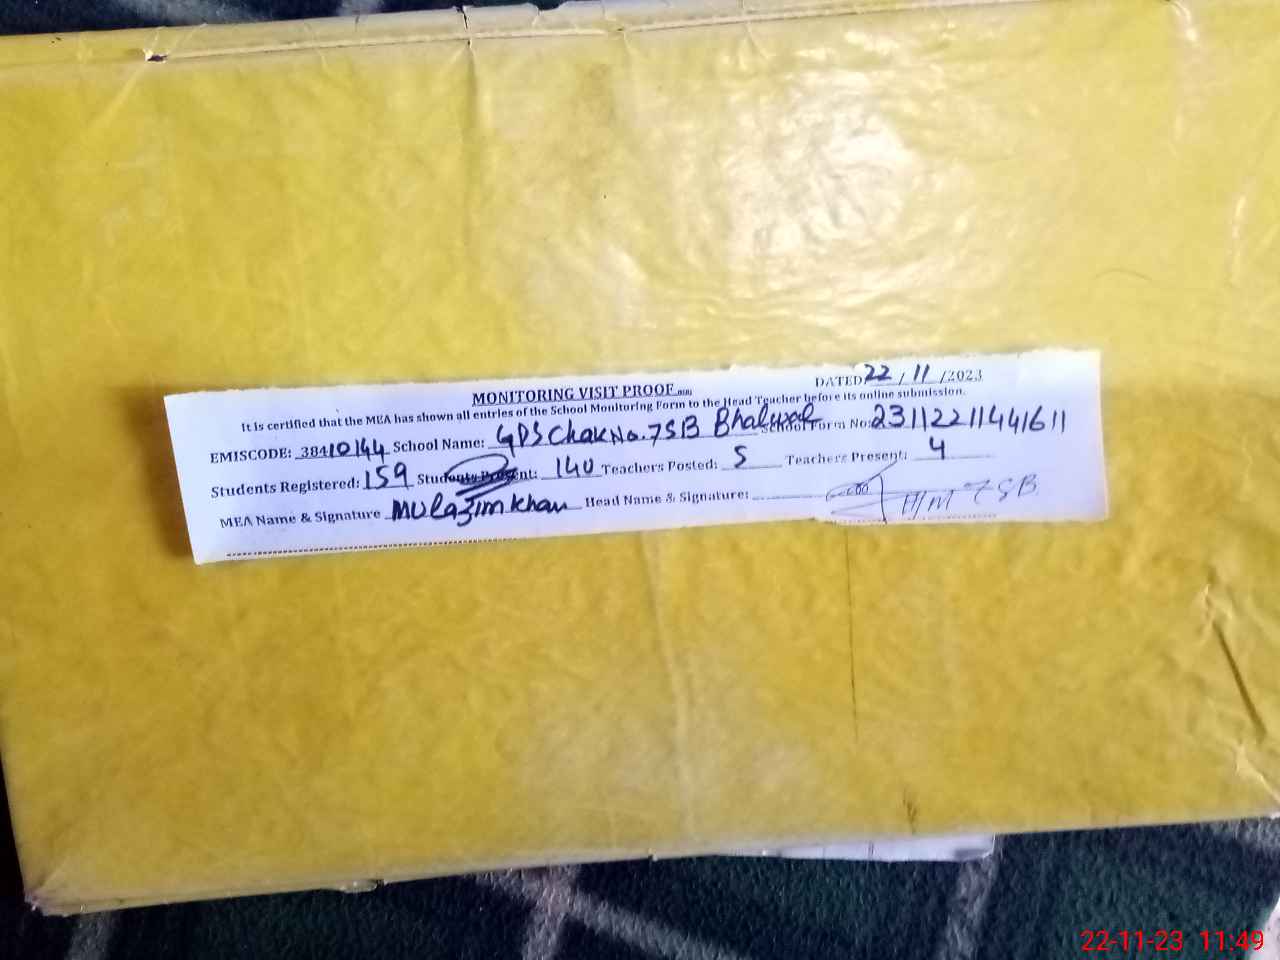 MONITORING VISIT PROOF
DATED 22 / 11 /2023
It is certified that the MEA has shown all entries of the School Monitoring Form to the Head Teacher before its online submission.
EMISCODE: 38410144 School Name: GPS Chak No. 7SB Bhalwal School Form No: 23112211441611
Students Registered: 159 Students Present: 140 Teachers Posted: 5 Teachers Present: 4
MEA Name & Signature Mulazim Khan Head Name & Signature: H/M 7SB
22-11-23 11:49